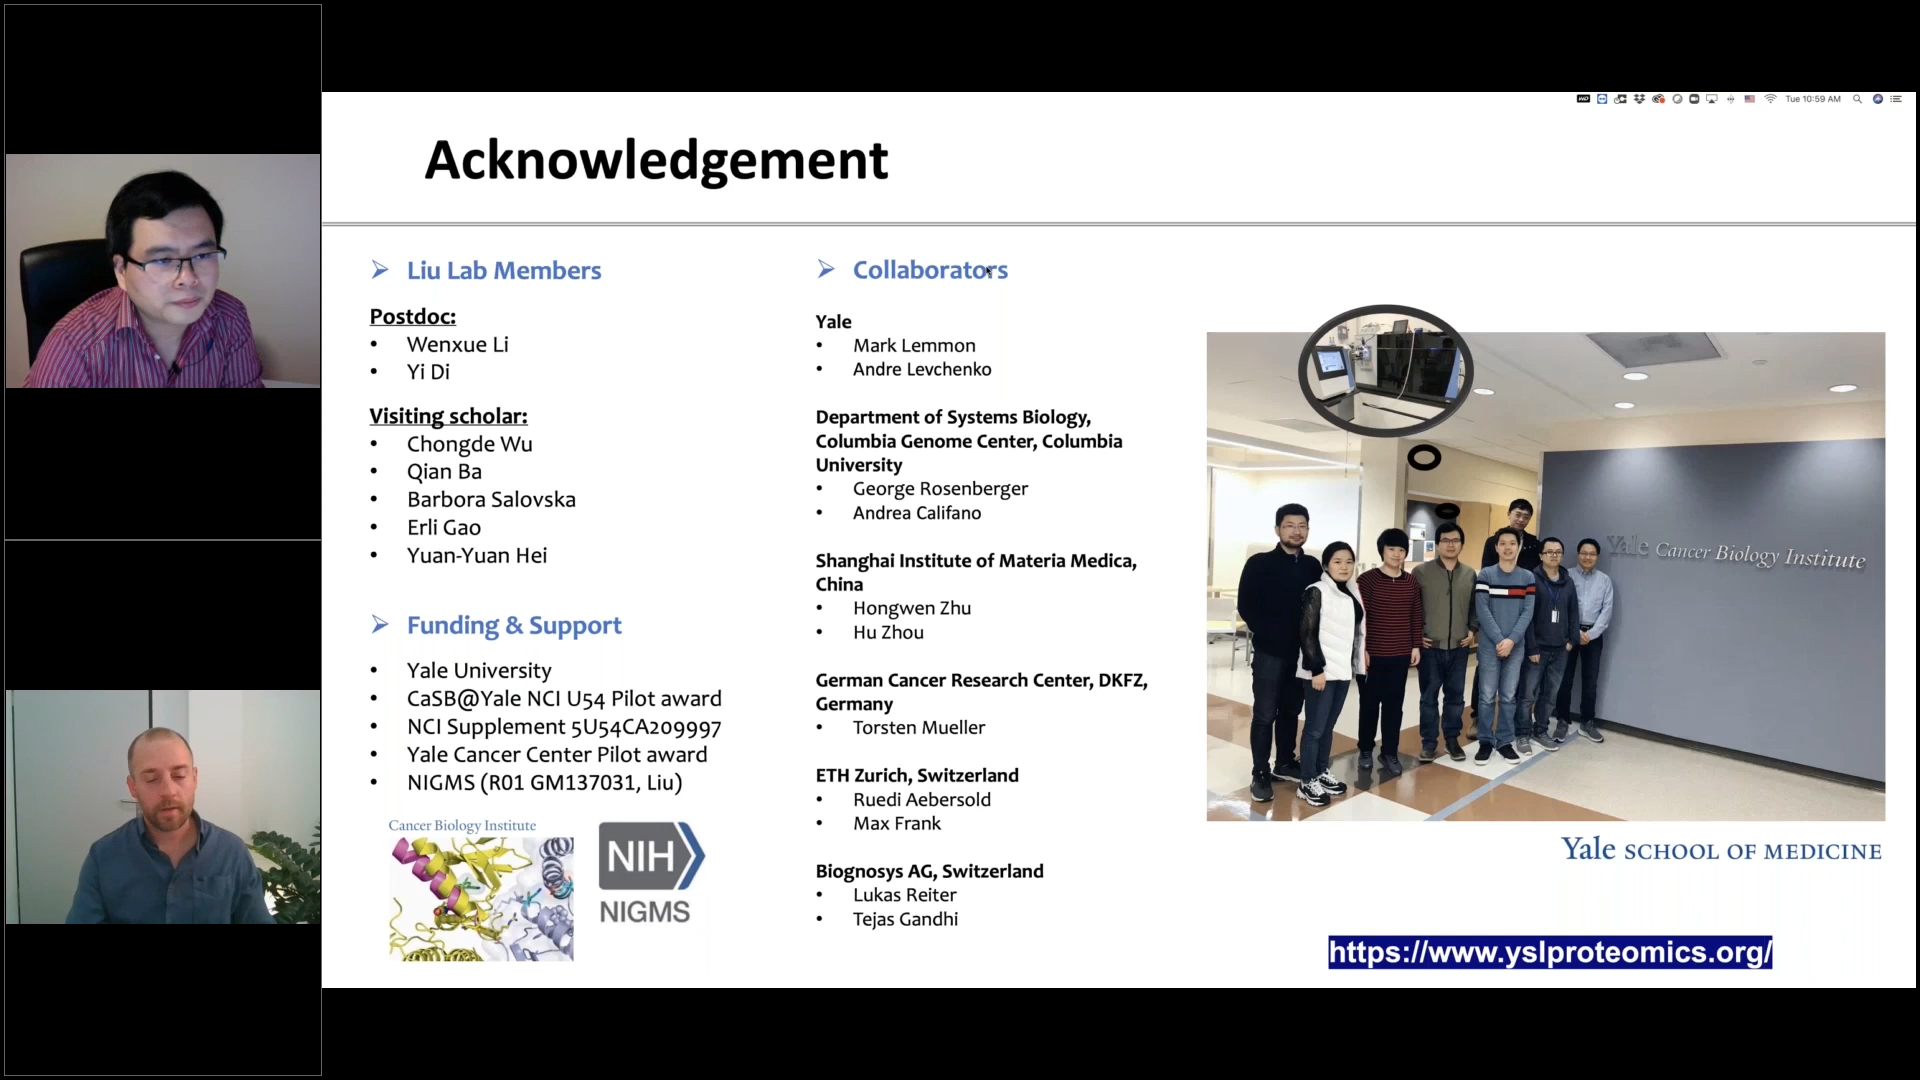 Tue 10:59 AM
Acknowledgement
Liu Lab Members
Postdoc:
• Wenxue Li
• Yi Di
Visiting scholar:
• Chongde Wu
• Qian Ba
• Barbora Salovska
• Erli Gao
• Yuan-Yuan Hei
Funding & Support
• Yale University
• CaSB@Yale NCI U54 Pilot award
• NCI Supplement 5U54CA209997
• Yale Cancer Center Pilot award
• NIGMS (R01 GM137031, Liu)
Cancer Biology Institute
NIH
NIGMS
Collaborators
Yale
• Mark Lemmon
• Andre Levchenko
Department of Systems Biology,
Columbia Genome Center, Columbia
University
• George Rosenberger
• Andrea Califano
Shanghai Institute of Materia Medica,
China
• Hongwen Zhu
• Hu Zhou
German Cancer Research Center, DKFZ,
Germany
• Torsten Mueller
ETH Zurich, Switzerland
• Ruedi Aebersold
• Max Frank
Biognosys AG, Switzerland
• Lukas Reiter
• Tejas Gandhi
Yale Cancer Biology Institute
Yale SCHOOL OF MEDICINE
https://www.yslproteomics.org/